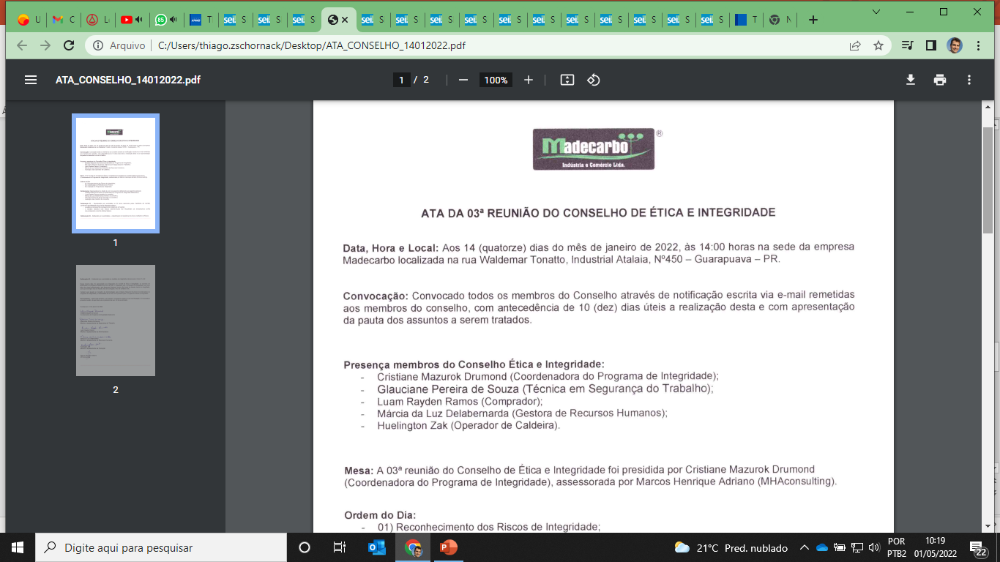 U
C
L
85
T
S
S
S
S
S
S
S
S
S
S
S
S
S
S
T
N
Arquivo
C:/Users/thiago.zschornack/Desktop/ATA_CONSELHO_14012022.pdf
ATA_CONSELHO_14012022.pdf
1 / 2
100%
1
2
Madecarbo ®
Indústria e Comércio Ltda.
ATA DA 03ª REUNIÃO DO CONSELHO DE ÉTICA E INTEGRIDADE
Data, Hora e Local: Aos 14 (quatorze) dias do mês de janeiro de 2022, às 14:00 horas na sede da empresa
Madecarbo localizada na rua Waldemar Tonatto, Industrial Atalaia, Nº450 – Guarapuava – PR.
Convocação: Convocado todos os membros do Conselho através de notificação escrita via e-mail remetidas
aos membros do conselho, com antecedência de 10 (dez) dias úteis a realização desta e com apresentação
da pauta dos assuntos a serem tratados.
Presença membros do Conselho Ética e Integridade:
- Cristiane Mazurok Drumond (Coordenadora do Programa de Integridade);
- Glauciane Pereira de Souza (Técnica em Segurança do Trabalho);
- Luam Rayden Ramos (Comprador);
- Márcia da Luz Delabernarda (Gestora de Recursos Humanos);
- Huelington Zak (Operador de Caldeira).
Mesa: A 03ª reunião do Conselho de Ética e Integridade foi presidida por Cristiane Mazurok Drumond
(Coordenadora do Programa de Integridade), assessorada por Marcos Henrique Adriano (MHAconsulting).
Ordem do Dia:
- 01) Reconhecimento dos Riscos de Integridade;
Digite aqui para pesquisar
21°C Pred. nublado
POR
PTB2
10:19
01/05/2022
22